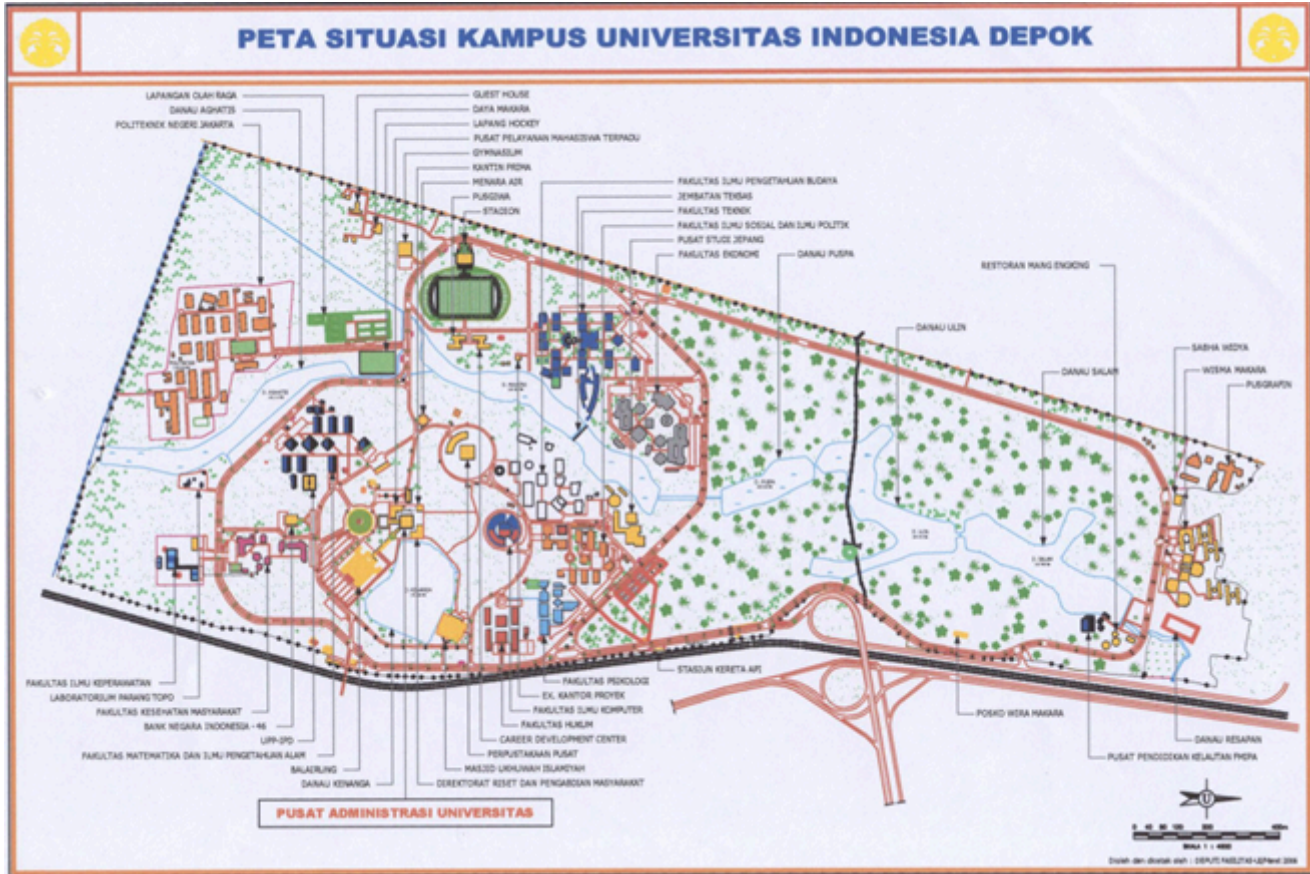 PETA SITUASI KAMPUS UNIVERSITAS INDONESIA DEPOK
LAPANGAN OLAH RAGA
DANAU AGHATIS
POLITEKNIK NEGERI JAKARTA
GUEST HOUSE
DAYA MAKARA
LAPANG HOCKEY
PUSAT PELAYANAN MAHASISWA TERPADU
GYMNASIUM
KANTIN PRIMA
MENARA AIR
PUSGIWA
STADION
FAKULTAS ILMU PENGETAHUAN BUDAYA
JEMBATAN TEKSAS
FAKULTAS TEKNIK
FAKULTAS ILMU SOSIAL DAN ILMU POLITIK
PUSAT STUDI JEPANG
FAKULTAS EKONOMI
DANAU PUSPA
RESTORAN MANG ENGKING
DANAU ULIN
DANAU SALAM
SABHA WIDYA
WISMA MAKARA
PUSGRAFIN
FAKULTAS ILMU KEPERAWATAN
LABORATORIUM PARANG TOPO
FAKULTAS KESEHATAN MASYARAKAT
BANK NEGARA INDONESIA - 46
UPP-IPD
FAKULTAS MATEMATIKA DAN ILMU PENGETAHUAN ALAM
BALAIRUNG
DANAU KENANGA
STASIUN KERETA API
FAKULTAS PSIKOLOGI
EX. KANTOR PROYEK
FAKULTAS ILMU KOMPUTER
FAKULTAS HUKUM
CAREER DEVELOPMENT CENTER
PERPUSTAKAAN PUSAT
MASJID UKHUWAH ISLAMIYAH
DIREKTORAT RISET DAN PENGABDIAN MASYARAKAT
PUSAT ADMINISTRASI UNIVERSITAS
POSKO WIRA MAKARA
DANAU RESAPAN
PUSAT PENDIDIKAN KELAUTAN FMIPA
U
SKALA 1 : 4000